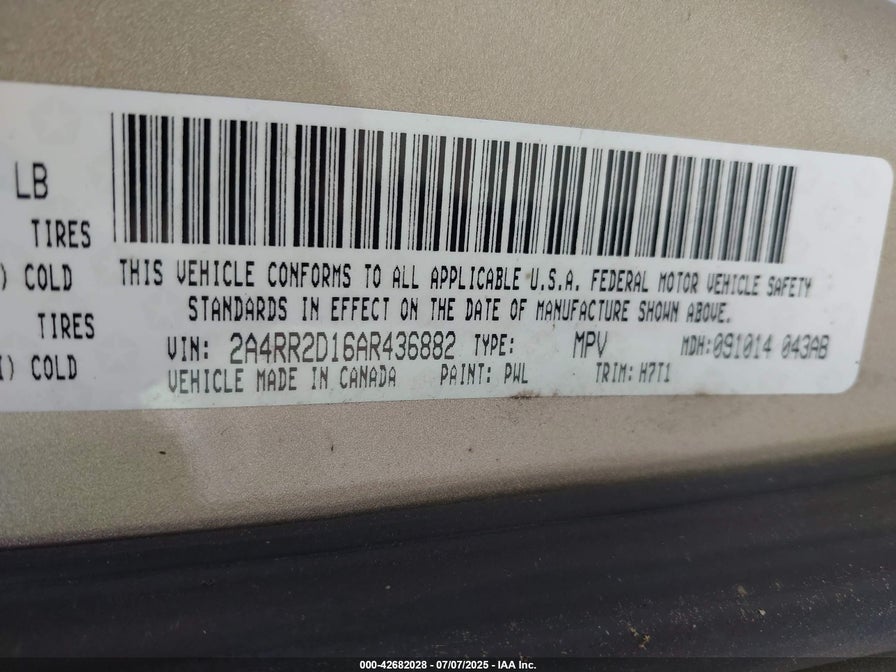 LB
TIRES
) COLD
TIRES
I) COLD
THIS VEHICLE CONFORMS TO ALL APPLICABLE U.S.A. FEDERAL MOTOR VEHICLE SAFETY
STANDARDS IN EFFECT ON THE DATE OF MANUFACTURE SHOWN ABOVE.
VIN: 2A4RR2D16AR436882 TYPE: MPV MDH:091014 043AB
VEHICLE MADE IN CANADA PAINT: PWL TRIM: H7T1
000-42682028 - 07/07/2025 - IAA Inc.